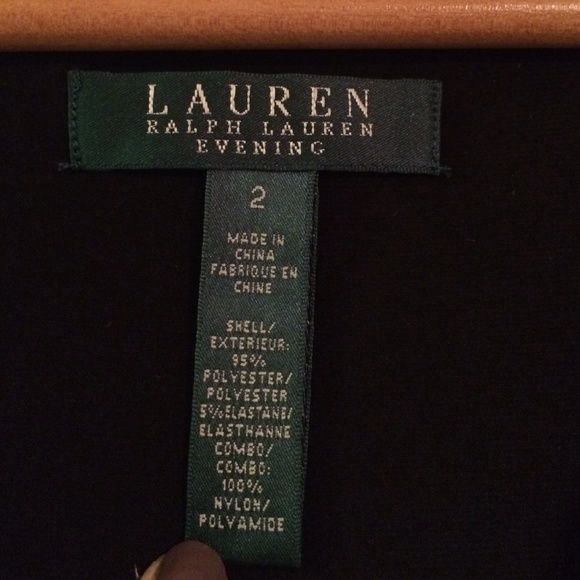 LAUREN
RALPH LAUREN
EVENING
2
MADE IN
CHINA
FABRIQUE EN
CHINE
SHELL/
EXTERIEUR:
95%
POLYESTER/
POLYESTER
5%ELASTANE/
ELASTHANNE
COMBO/
COMBO:
100%
NYLON/
POLYAMIDE